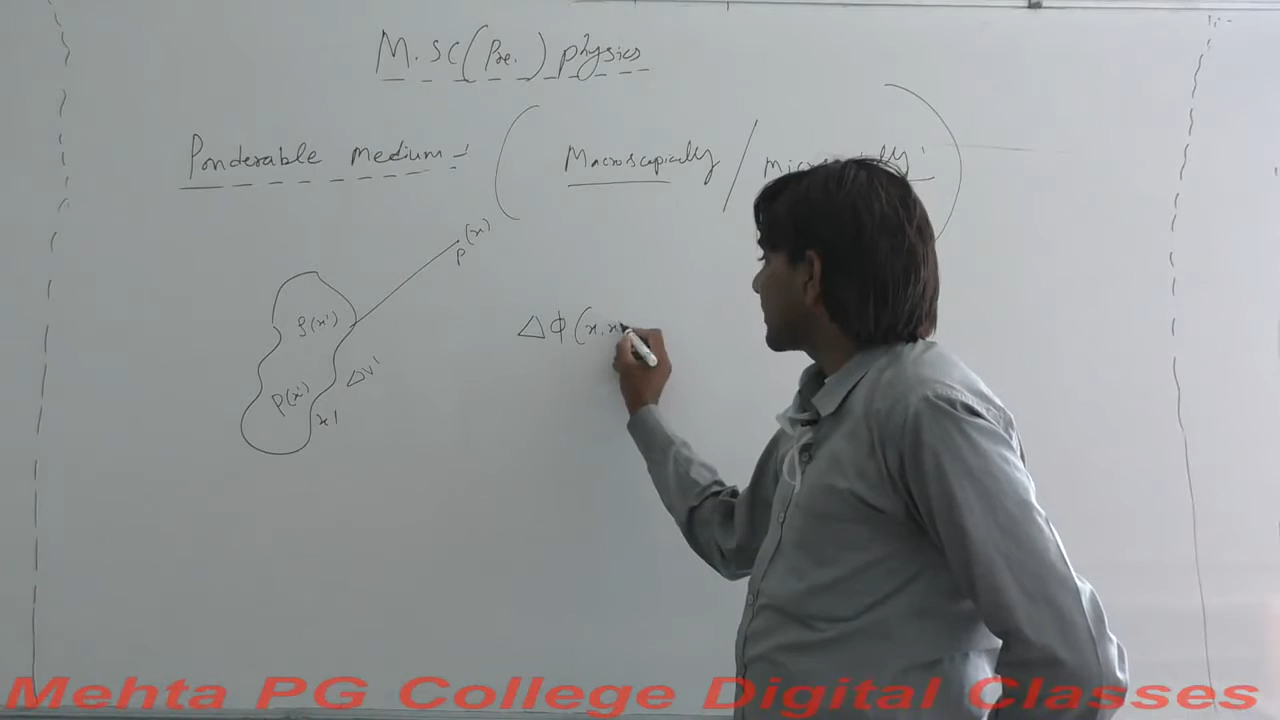 M.SC(Pre.) physics
Ponderable medium - ( Macroscopically /
p(x)
ρ(x')
ΔV'
p(x')
x'
Δφ(x,x
Mehta PG College Digital Classes